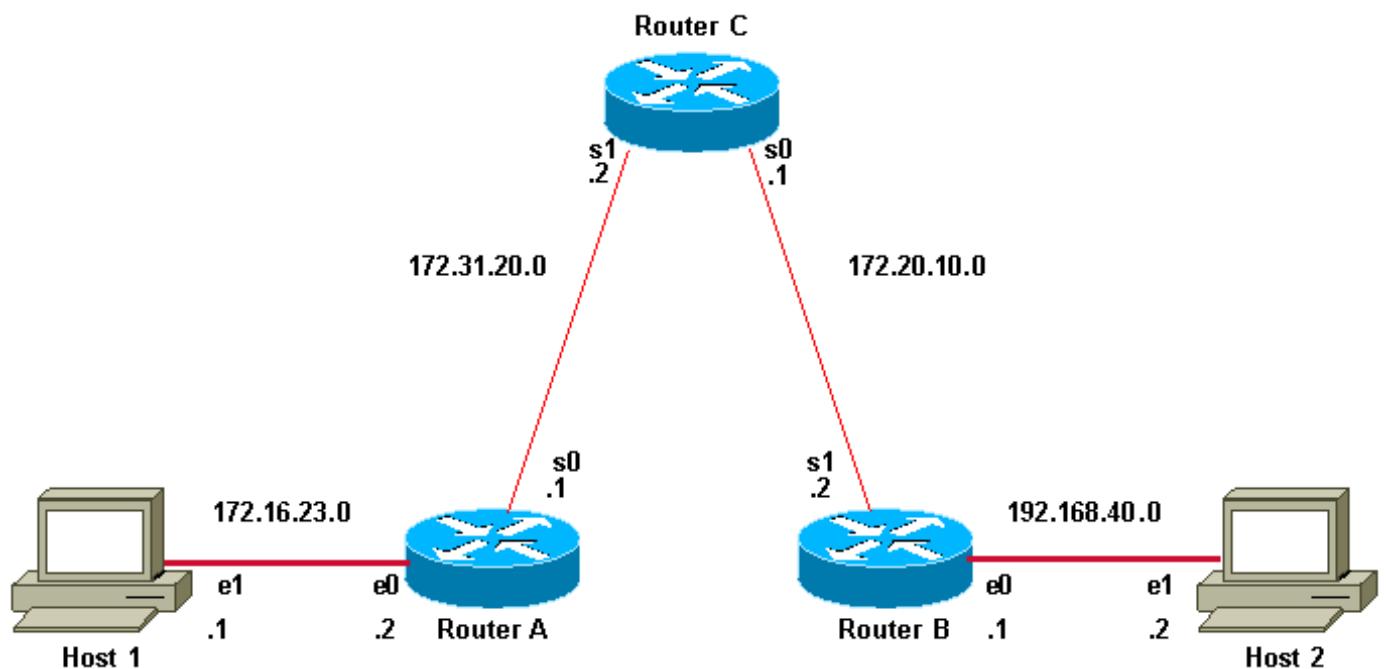 Router C
s1
.2
s0
.1
172.31.20.0
172.20.10.0
s0
.1
s1
.2
172.16.23.0
192.168.40.0
e1
e0
e0
e1
.1
.2
Router A
Router B
.1
.2
Host 1
Host 2